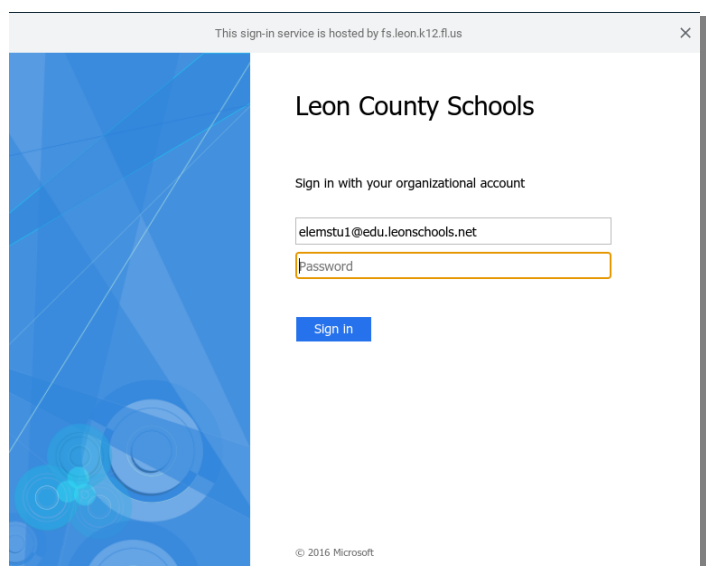 This sign-in service is hosted by fs.leon.k12.fl.us
Leon County Schools
Sign in with your organizational account
elemstu1@edu.leonschools.net
Password
Sign in
© 2016 Microsoft